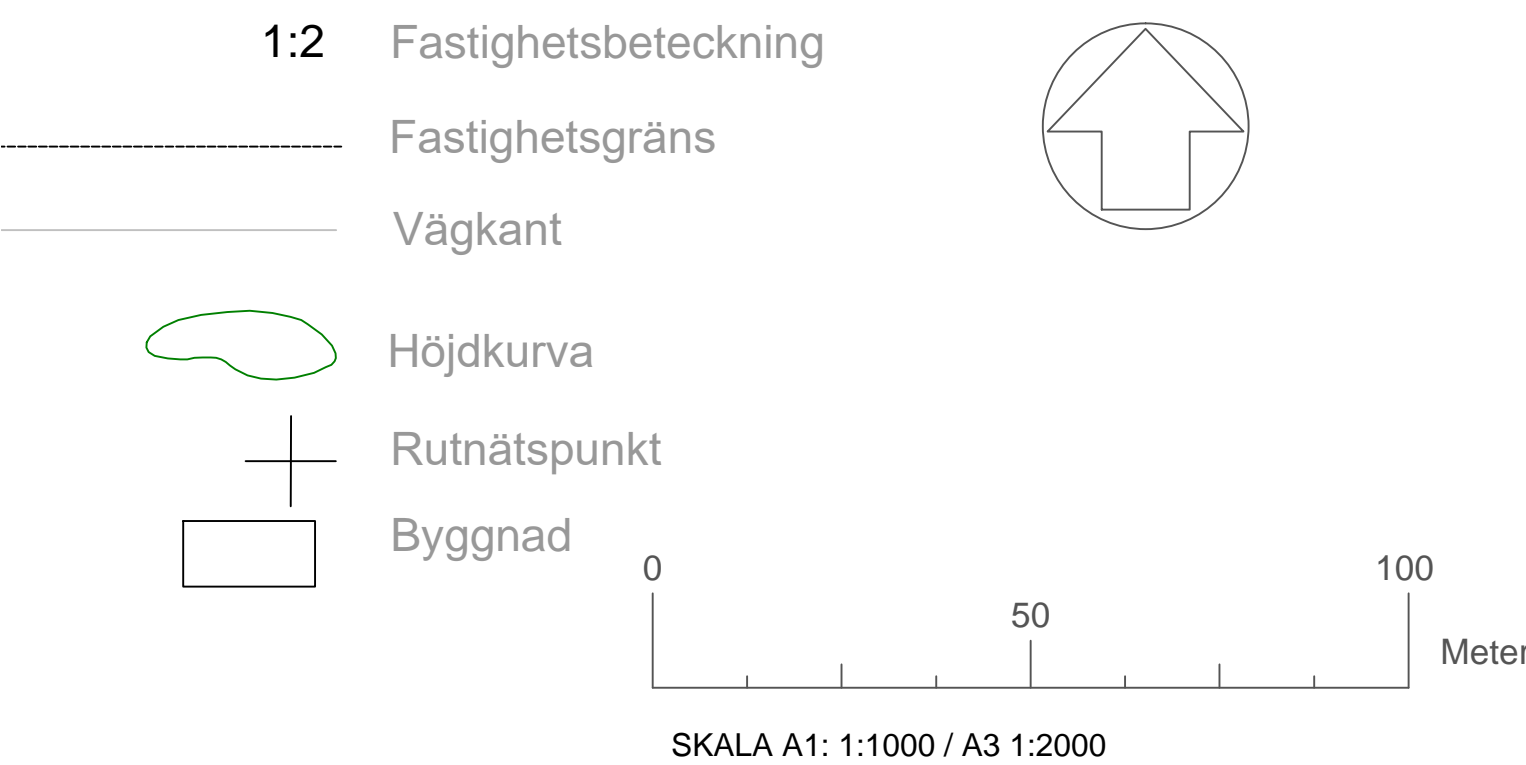 1:2 Fastighetsbeteckning
Fastighetsgräns
Vägkant
Höjdkurva
Rutnätspunkt
Byggnad
0 100
50
Meter
SKALA A1: 1:1000 / A3 1:2000